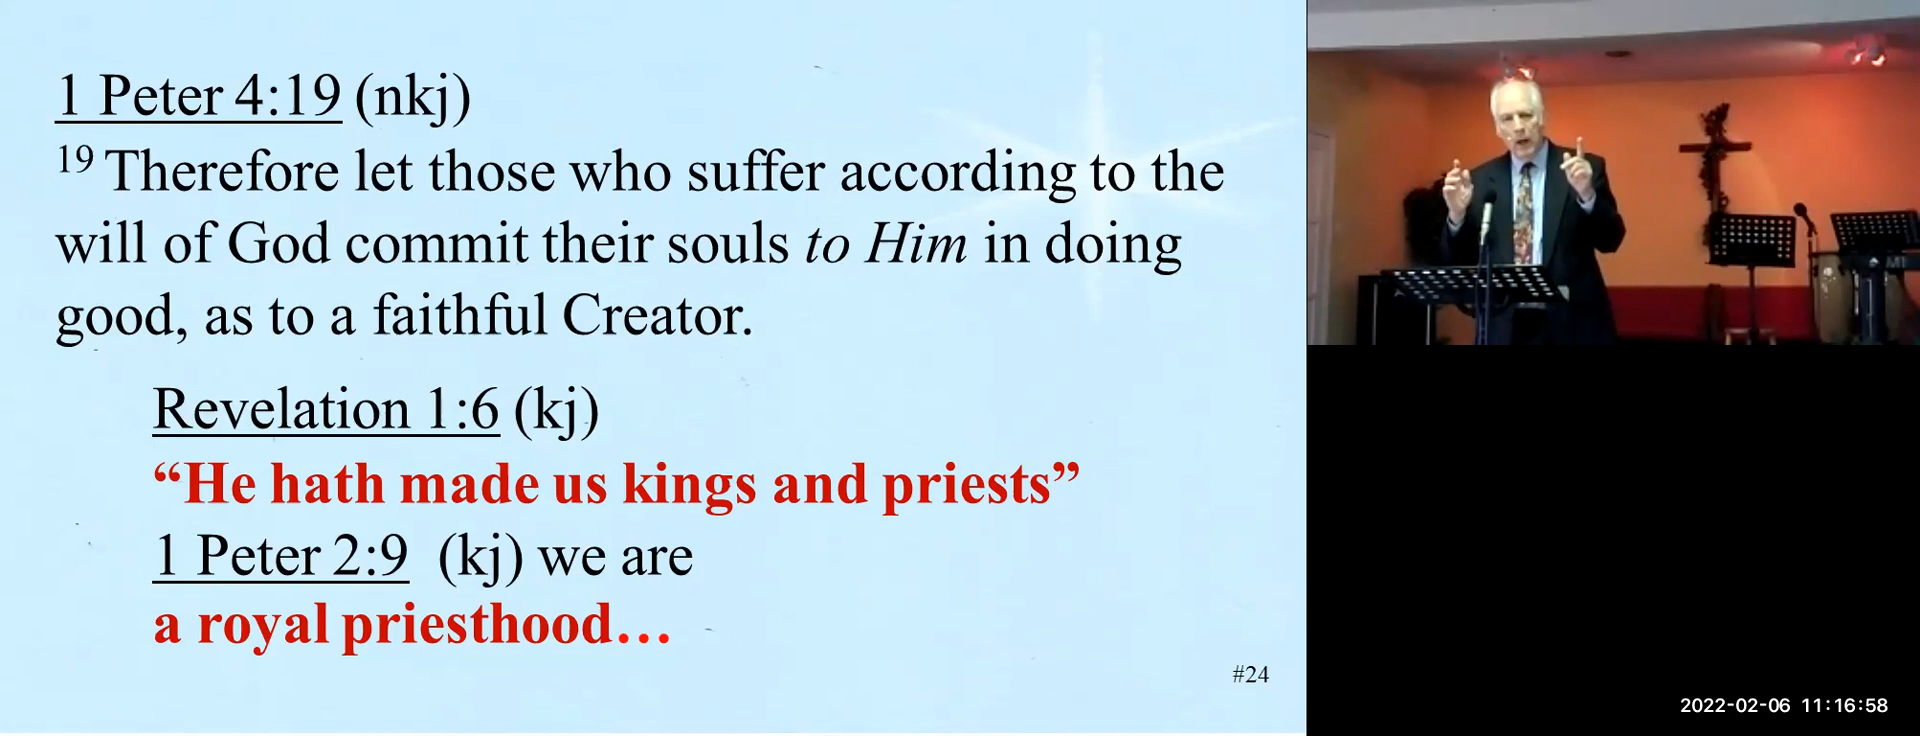 1 Peter 4:19 (nkj)
19 Therefore let those who suffer according to the
will of God commit their souls to Him in doing
good, as to a faithful Creator.
Revelation 1:6 (kj)
“He hath made us kings and priests”
1 Peter 2:9 (kj) we are
a royal priesthood…
#24
2022-02-06 11:16:58